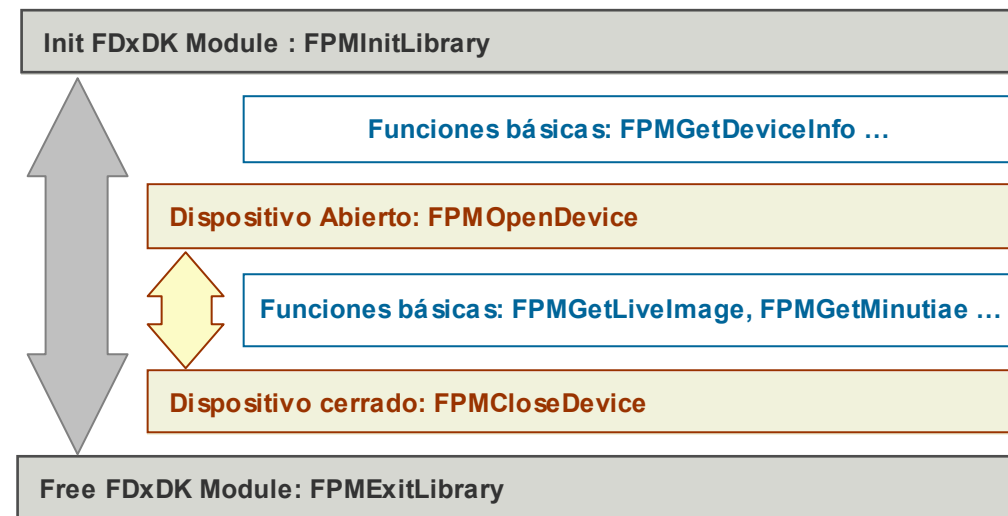 Init FDxDK Module : FPMInitLibrary
Funciones básicas: FPMGetDeviceInfo …
Dispositivo Abierto: FPMOpenDevice
Funciones básicas: FPMGetLiveImage, FPMGetMinutiae …
Dispositivo cerrado: FPMCloseDevice
Free FDxDK Module: FPMExitLibrary